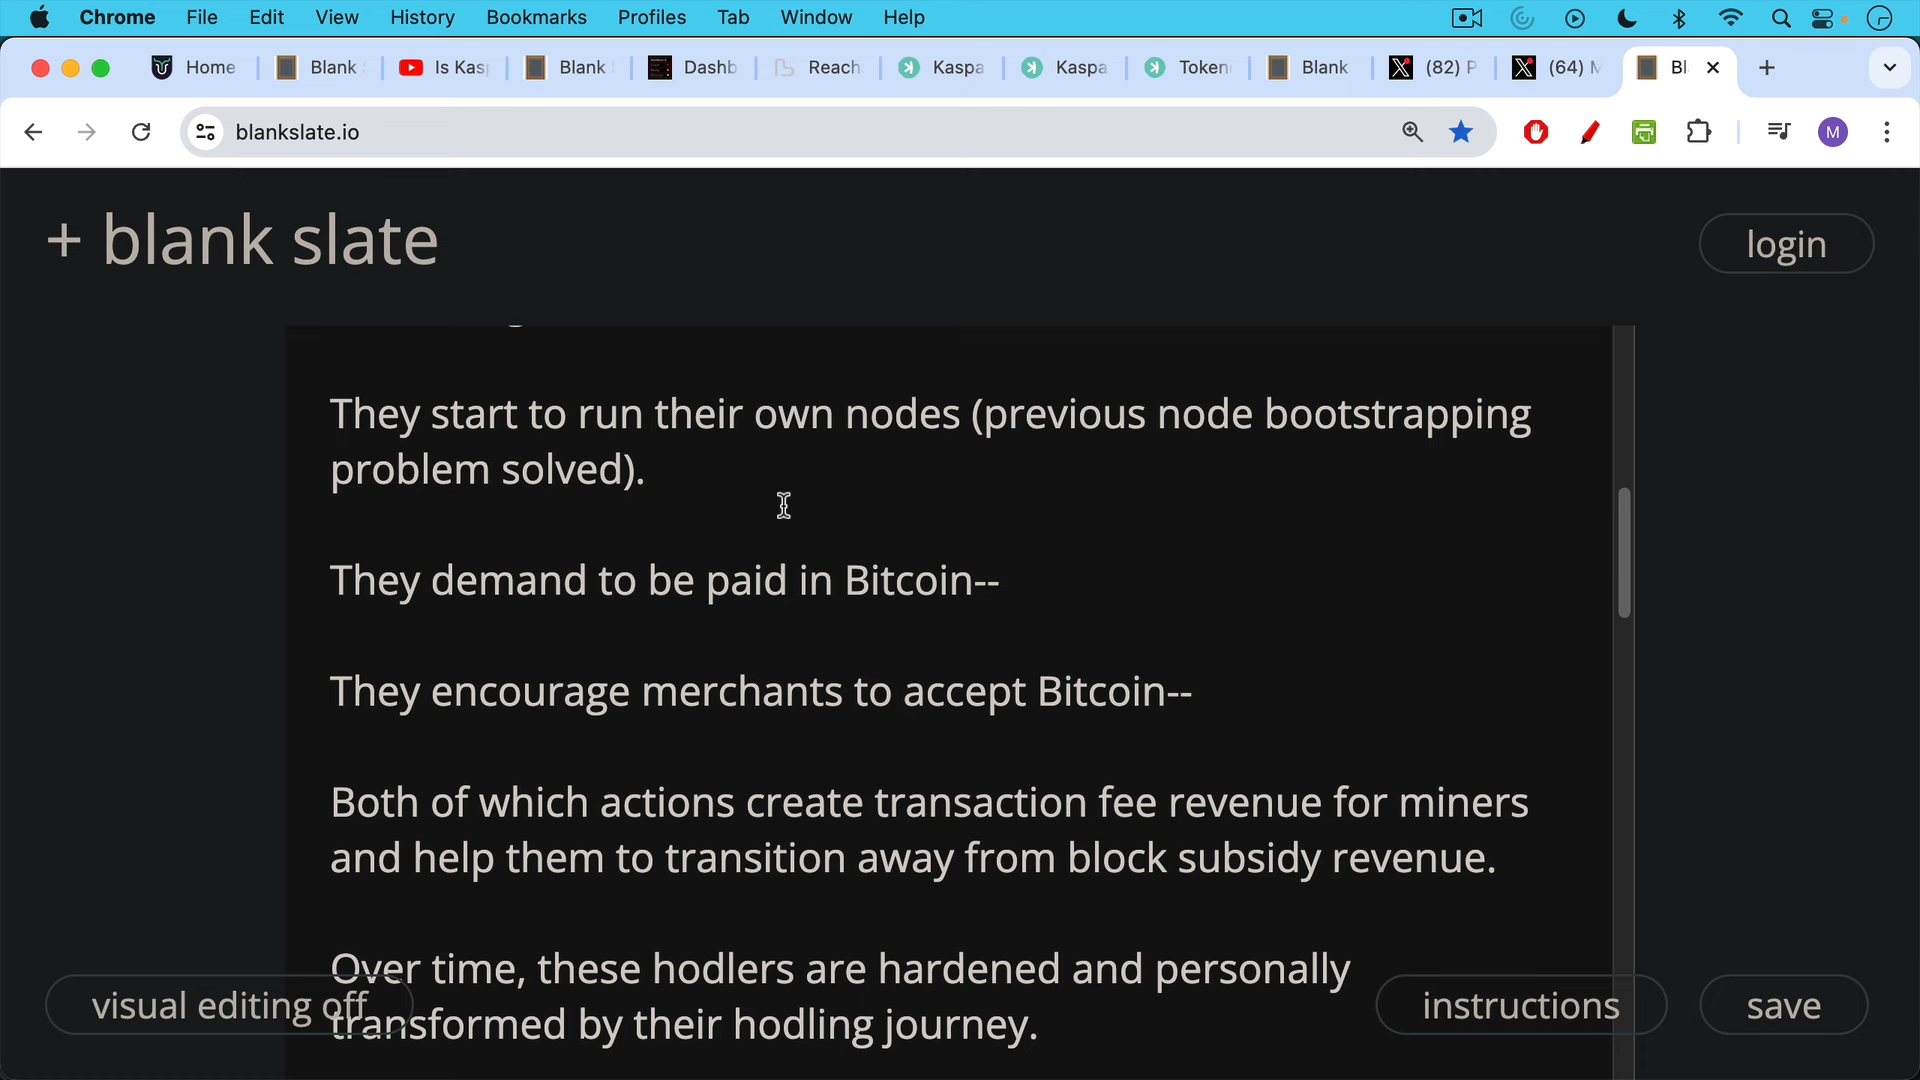 Chrome File Edit View History Bookmarks Profiles Tab Window Help
Home Blank Is Kas Blank Dashb Reach Kaspa Kaspa Token Blank (82) P (64) M Bl
blankslate.io
M
+ blank slate
login
They start to run their own nodes (previous node bootstrapping
problem solved).
They demand to be paid in Bitcoin--
They encourage merchants to accept Bitcoin--
Both of which actions create transaction fee revenue for miners
and help them to transition away from block subsidy revenue.
Over time, these hodlers are hardened and personally
transformed by their hodling journey.
visual editing off
instructions
save